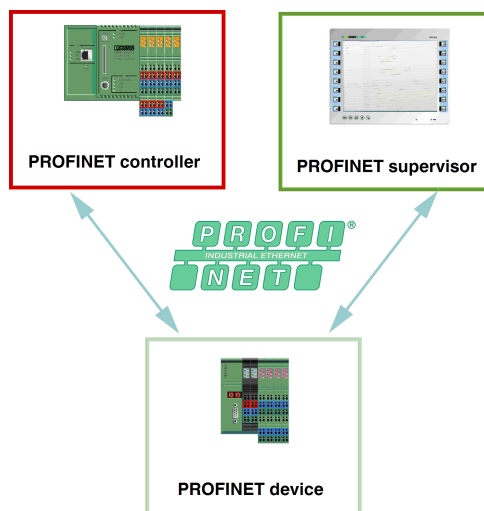 PROFINET controller
PROFINET supervisor
PROFI®
INDUSTRIAL ETHERNET
NET
PROFINET device